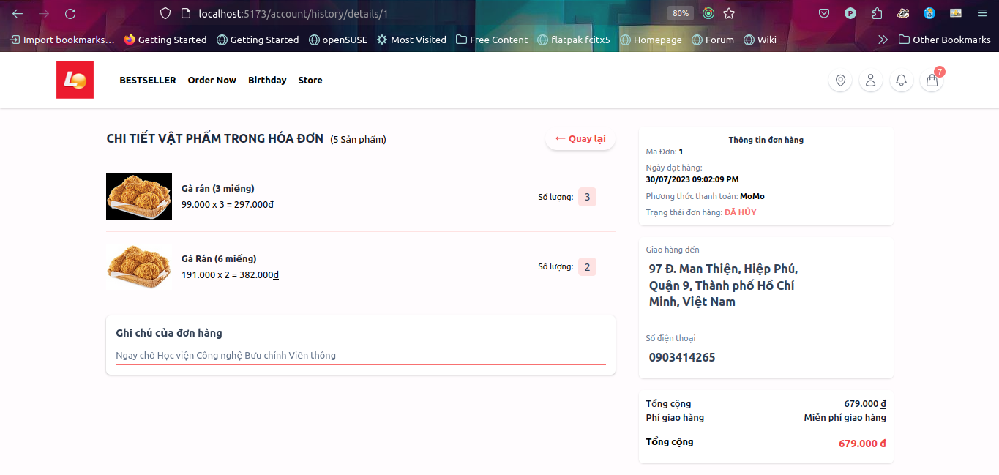 localhost:5173/account/history/details/1
80%
Import bookmarks...
Getting Started
Getting Started
openSUSE
Most Visited
Free Content
flatpak fcitx5
Homepage
Forum
Wiki
Other Bookmarks
BESTSELLER
Order Now
Birthday
Store
7
CHI TIẾT VẬT PHẨM TRONG HÓA ĐƠN (5 Sản phẩm)
← Quay lại
Gà rán (3 miếng)
99.000 x 3 = 297.000đ
Số lượng: 3
Gà Rán (6 miếng)
191.000 x 2 = 382.000đ
Số lượng: 2
Ghi chú của đơn hàng
Ngay chỗ Học viện Công nghệ Bưu chính Viễn thông
Thông tin đơn hàng
Mã Đơn: 1
Ngày đặt hàng:
30/07/2023 09:02:09 PM
Phương thức thanh toán: MoMo
Trạng thái đơn hàng: ĐÃ HỦY
Giao hàng đến
97 Đ. Man Thiện, Hiệp Phú,
Quận 9, Thành phố Hồ Chí
Minh, Việt Nam
Số điện thoại
0903414265
Tổng cộng 679.000 đ
Phí giao hàng Miễn phí giao hàng
Tổng cộng 679.000 đ